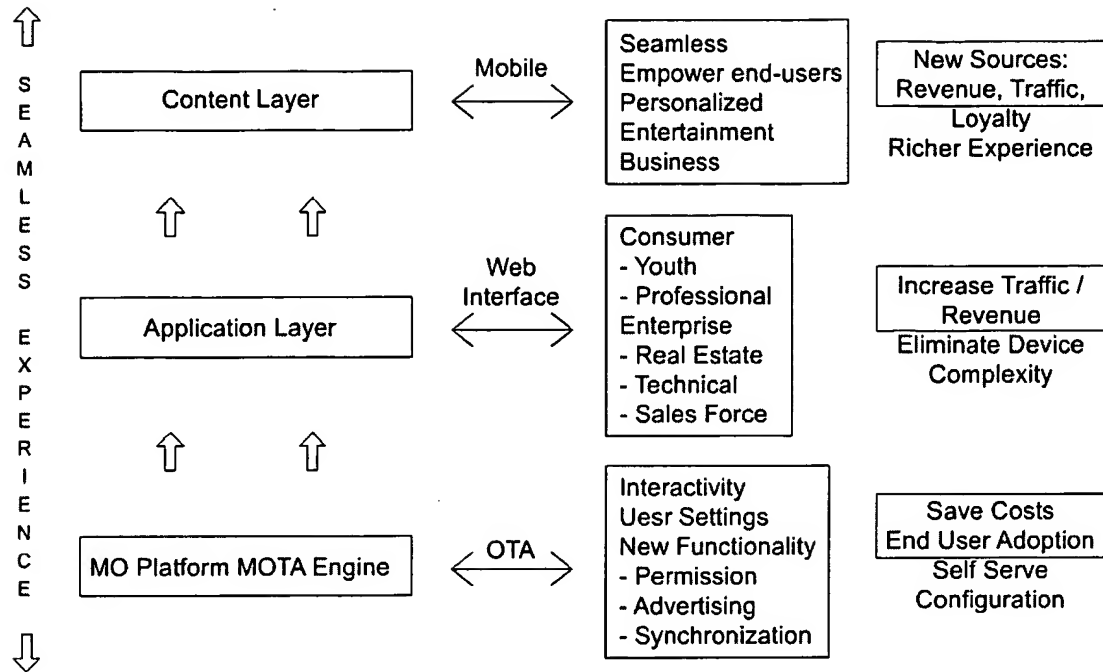 SEAMLESS EXPERIENCE
Content Layer
Mobile
Seamless
Empower end-users
Personalized
Entertainment
Business
New Sources:
Revenue, Traffic,
Loyalty
Richer Experience
Application Layer
Web
Interface
Consumer
- Youth
- Professional
Enterprise
- Real Estate
- Technical
- Sales Force
Increase Traffic /
Revenue
Eliminate Device
Complexity
MO Platform MOTA Engine
OTA
Interactivity
Uesr Settings
New Functionality
- Permission
- Advertising
- Synchronization
Save Costs
End User Adoption
Self Serve
Configuration